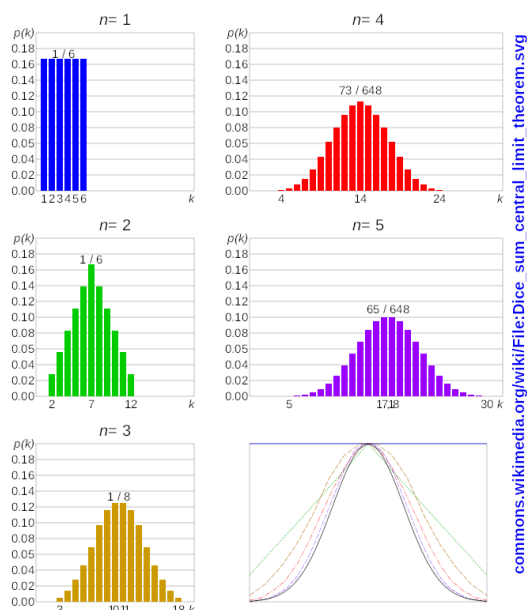 n= 1
p(k)
0.18
0.16
0.14
0.12
0.10
0.08
0.06
0.04
0.02
0.00
1 / 6
1 2 3 4 5 6 k
n= 4
p(k)
0.18
0.16
0.14
0.12
0.10
0.08
0.06
0.04
0.02
0.00
73 / 648
4 14 24 k
n= 2
p(k)
0.18
0.16
0.14
0.12
0.10
0.08
0.06
0.04
0.02
0.00
1 / 6
2 7 12 k
n= 5
p(k)
0.18
0.16
0.14
0.12
0.10
0.08
0.06
0.04
0.02
0.00
65 / 648
5 17 18 30 k
n= 3
p(k)
0.18
0.16
0.14
0.12
0.10
0.08
0.06
0.04
0.02
0.00
1 / 8
3 10 11 18 k
commons.wikimedia.org/wiki/File:Dice_sum_central_limit_theorem.svg